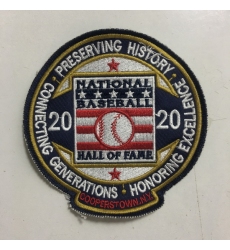 PRESERVING HISTORY
HONORING EXCELLENCE
CONNECTING GENERATIONS
NATIONAL
BASEBALL
20 20
HALL OF FAME
COOPERSTOWN, N.Y.